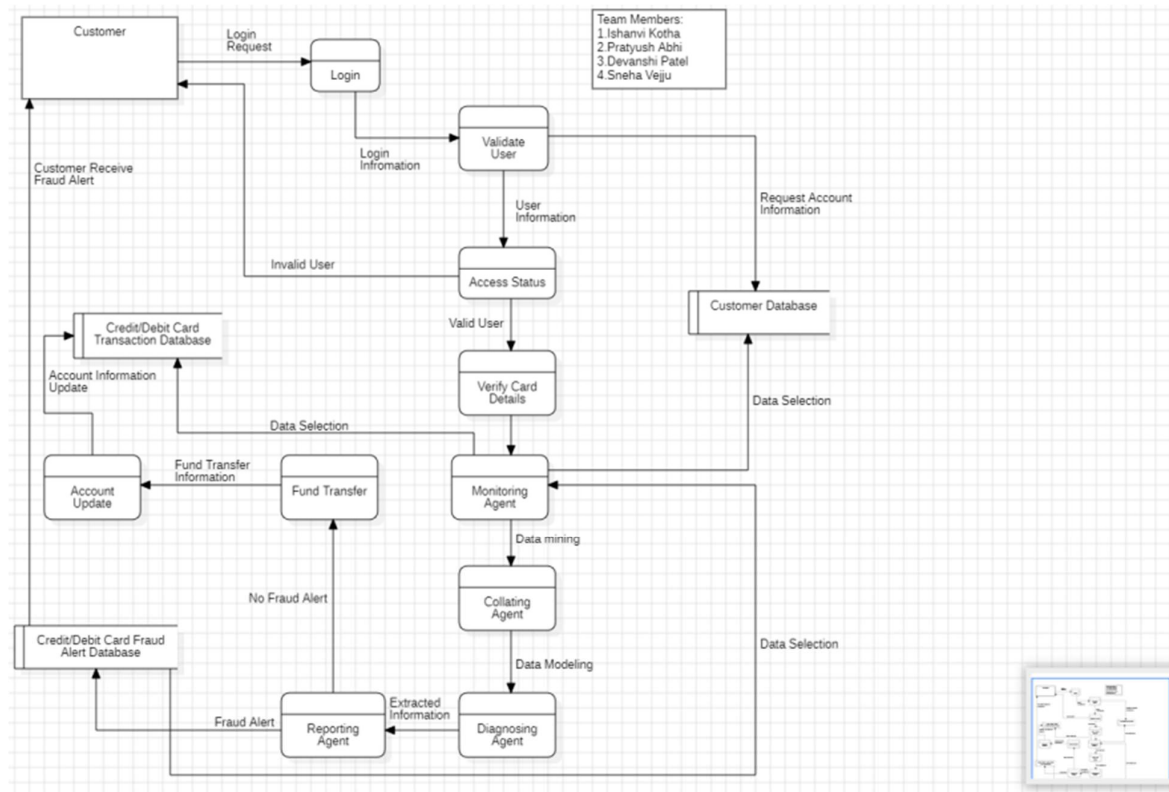 Customer
Login
Request
Login
Team Members:
1.Ishanvi Kotha
2.Pratyush Abhi
3.Devanshi Patel
4.Sneha Vejju
Validate
User
Login
Infromation
Customer Receive
Fraud Alert
Request Account
Information
User
Information
Invalid User
Access Status
Customer Database
Valid User
Credit/Debit Card
Transaction Database
Account Information
Update
Verify Card
Details
Data Selection
Data Selection
Fund Transfer
Information
Account
Update
Fund Transfer
Monitoring
Agent
Data mining
No Fraud Alert
Collating
Agent
Credit/Debit Card Fraud
Alert Database
Data Selection
Data Modeling
Extracted
Information
Fraud Alert
Reporting
Agent
Diagnosing
Agent